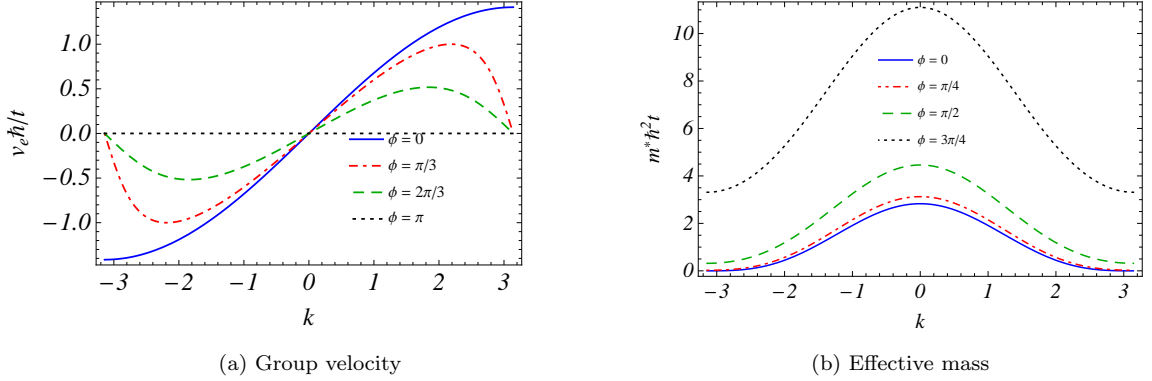 1.0
0.5
0.0
−0.5
−1.0
v_e ℏ/t
−3 −2 −1 0 1 2 3
k
ϕ = 0
ϕ = π/3
ϕ = 2π/3
ϕ = π
(a) Group velocity
10
8
6
4
2
0
m*ℏ²t
−3 −2 −1 0 1 2 3
k
ϕ = 0
ϕ = π/4
ϕ = π/2
ϕ = 3π/4
(b) Effective mass